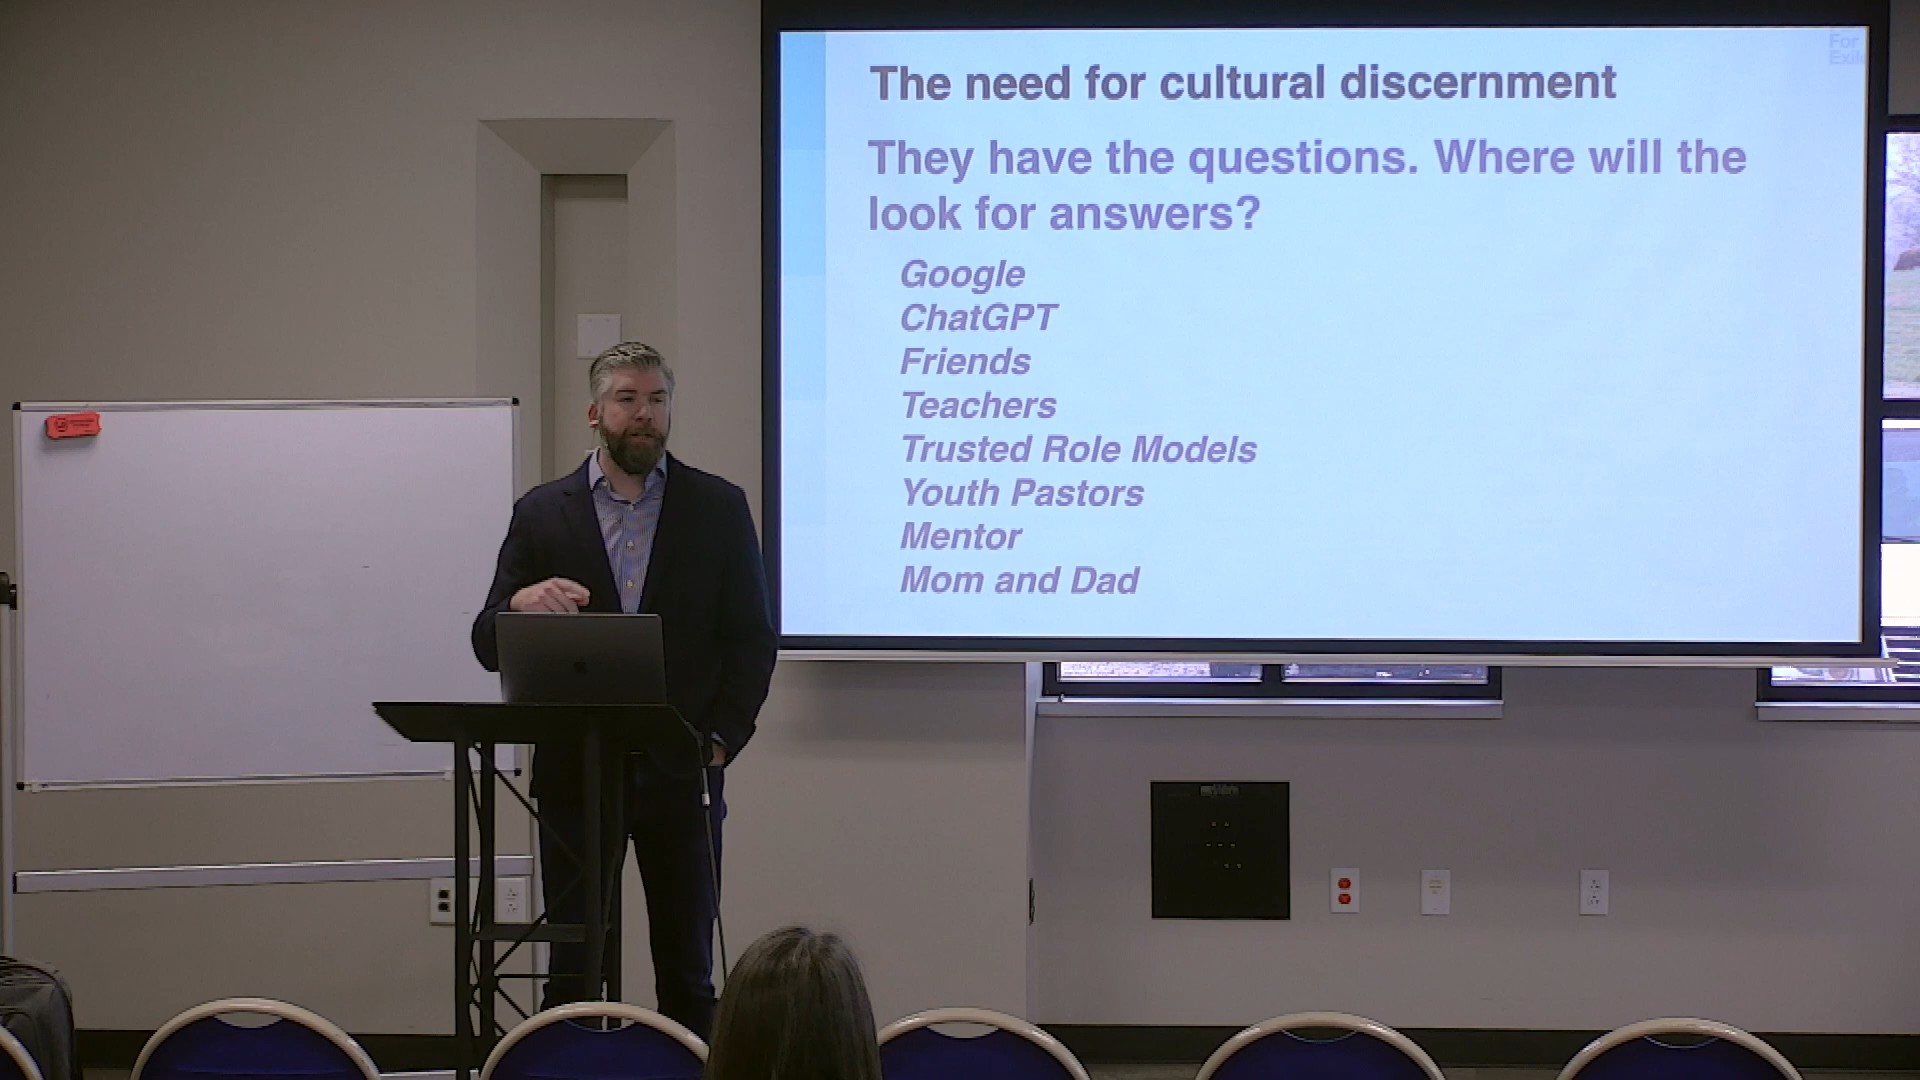 For
The need for cultural discernment
They have the questions. Where will the
look for answers?
Google
ChatGPT
Friends
Teachers
Trusted Role Models
Youth Pastors
Mentor
Mom and Dad